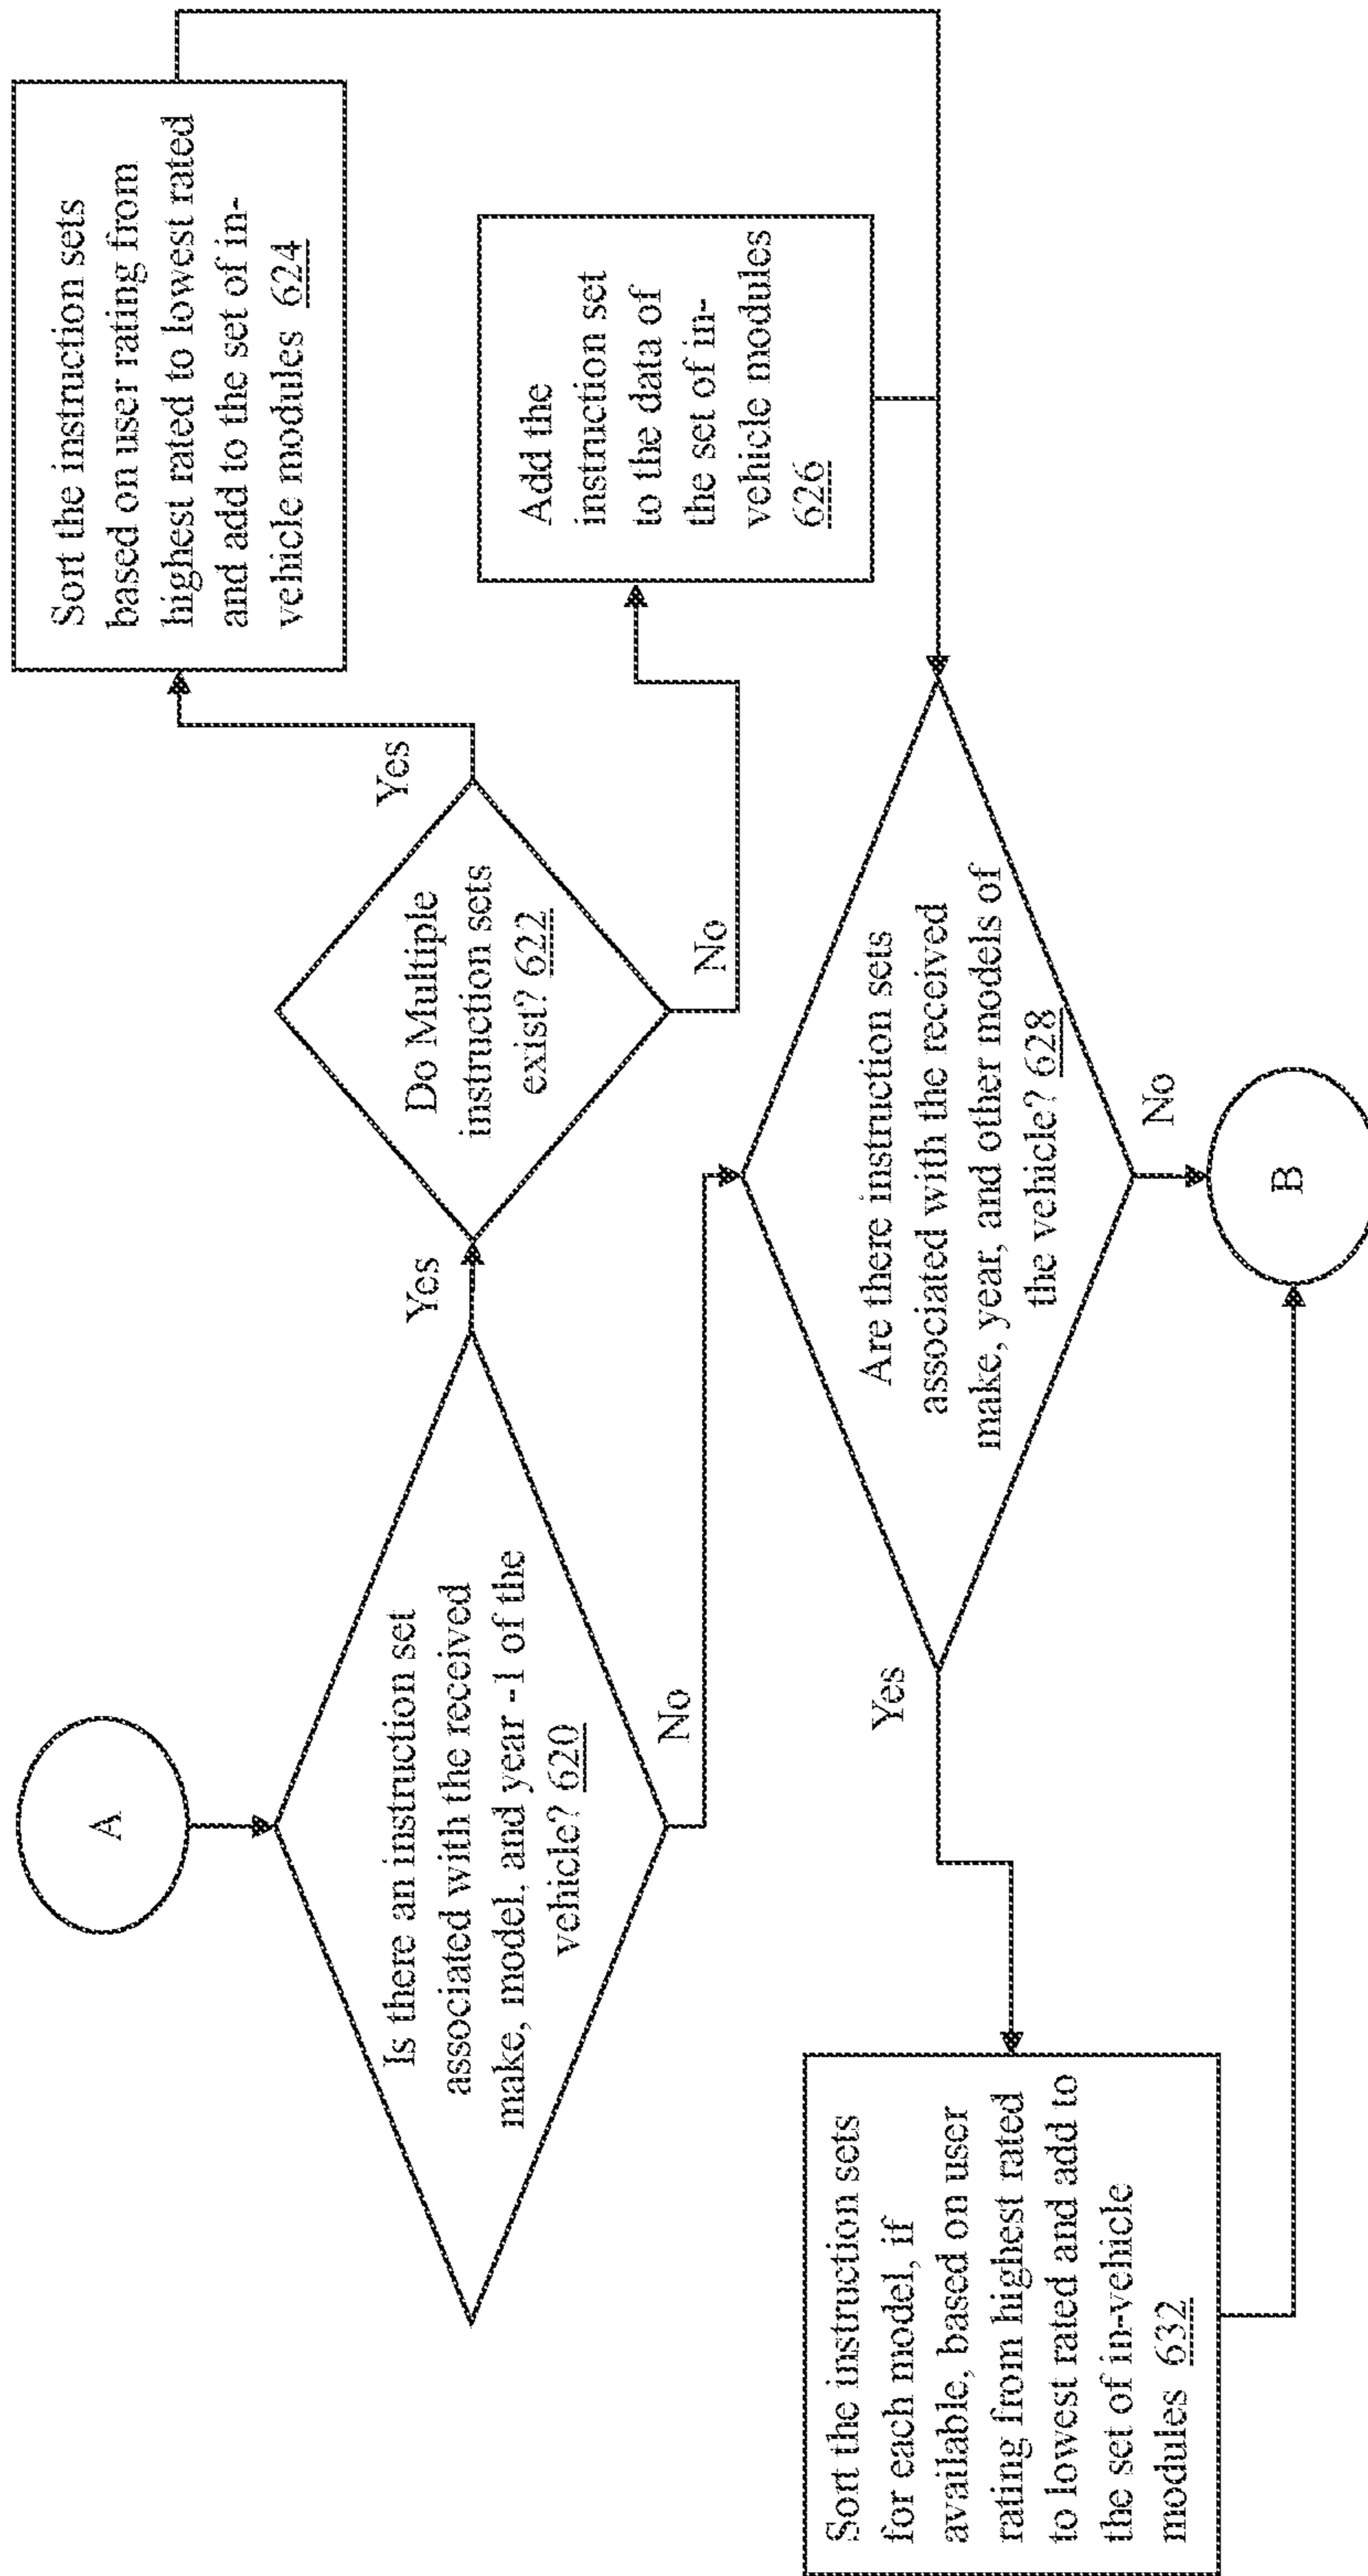 A
Is there an instruction set
associated with the received
make, model, and year -1 of the
vehicle? 620
Yes
No
Do Multiple
instruction sets
exist? 622
Yes
No
Sort the instruction sets
based on user rating from
highest rated to lowest rated
and add to the set of in-
vehicle modules 624
Add the
instruction set
to the data of
the set of in-
vehicle modules
626
Are there instruction sets
associated with the received
make, year, and other models of
the vehicle? 628
Yes
No
Sort the instruction sets
for each model, if
available, based on user
rating from highest rated
to lowest rated and add to
the set of in-vehicle
modules 632
B